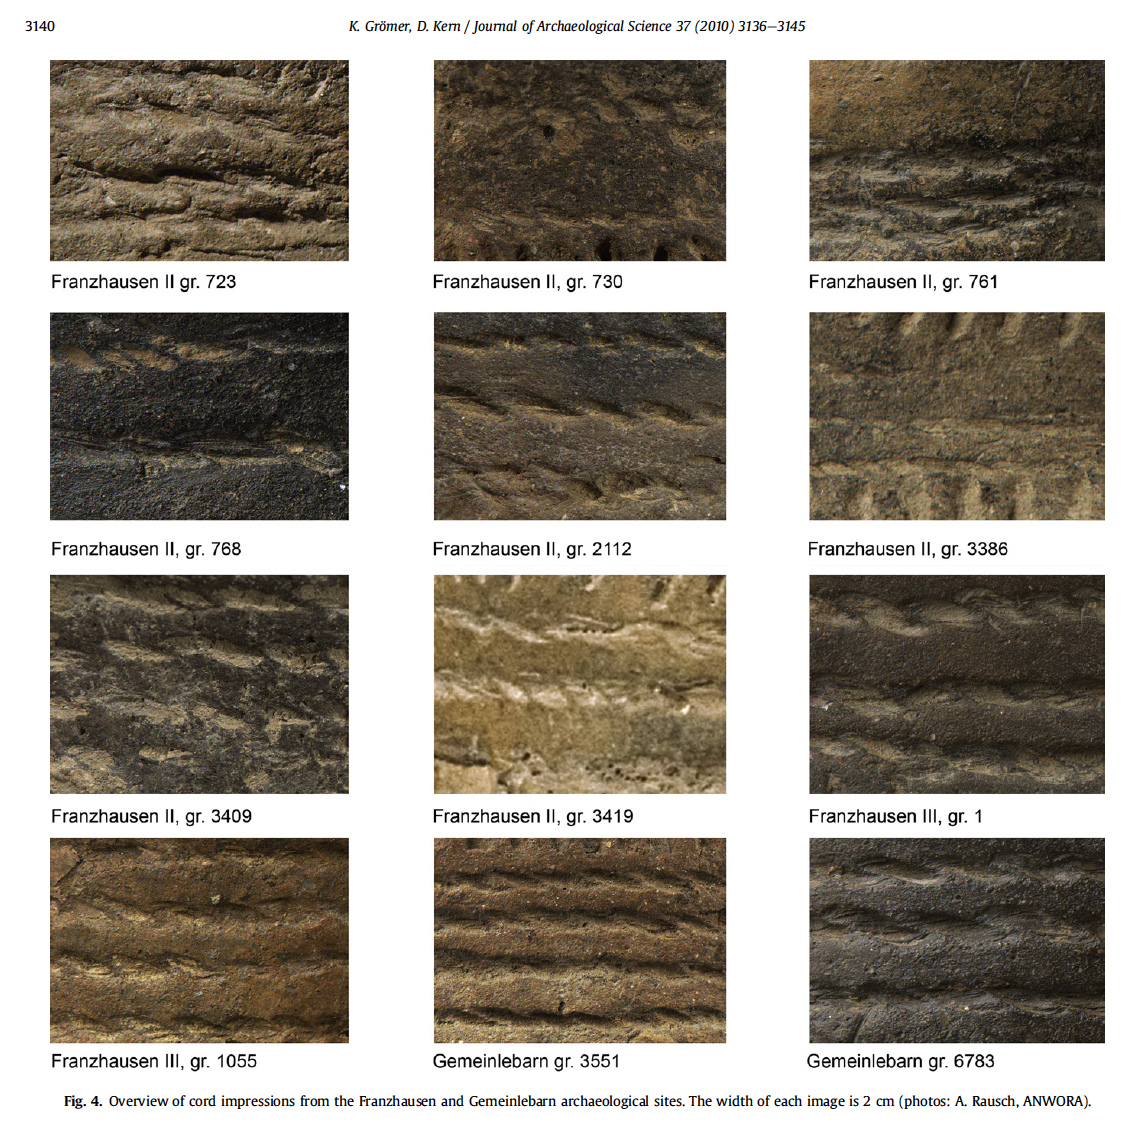 3140
K. Grömer, D. Kern / Journal of Archaeological Science 37 (2010) 3136–3145
Franzhausen II gr. 723
Franzhausen II, gr. 730
Franzhausen II, gr. 761
Franzhausen II, gr. 768
Franzhausen II, gr. 2112
Franzhausen II, gr. 3386
Franzhausen II, gr. 3409
Franzhausen II, gr. 3419
Franzhausen III, gr. 1
Franzhausen III, gr. 1055
Gemeinlebarn gr. 3551
Gemeinlebarn gr. 6783
Fig. 4. Overview of cord impressions from the Franzhausen and Gemeinlebarn archaeological sites. The width of each image is 2 cm (photos: A. Rausch, ANWORA).